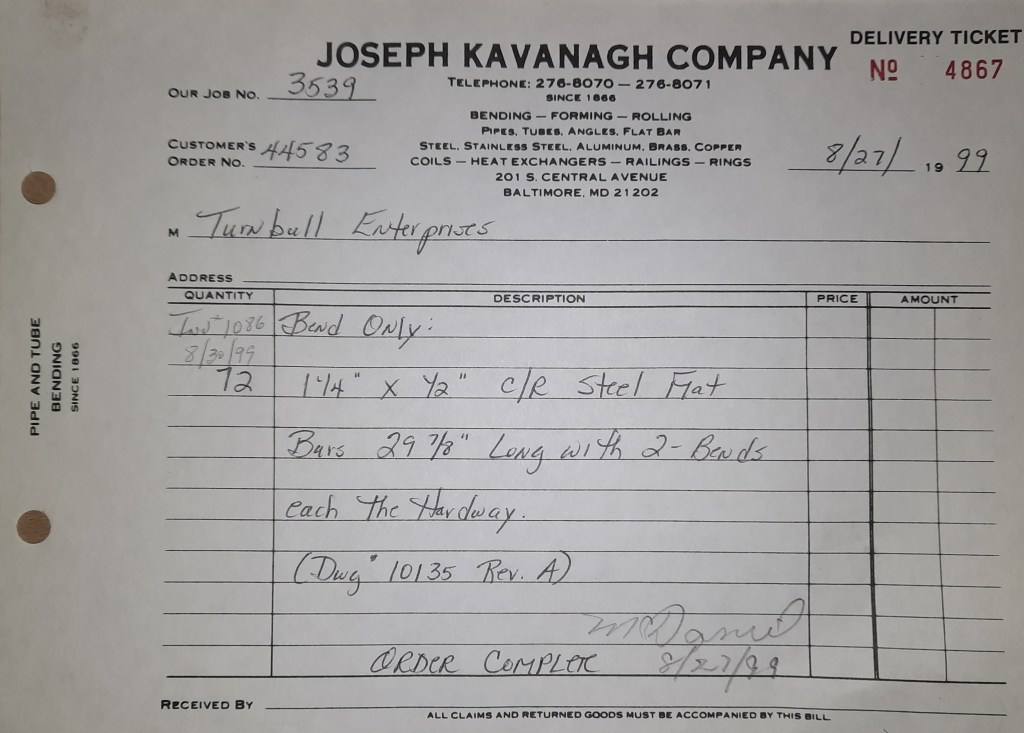 DELIVERY TICKET
JOSEPH KAVANAGH COMPANY
Nº 4867
OUR JOB NO. 3539
TELEPHONE: 276-8070 — 276-8071
SINCE 1866
BENDING — FORMING — ROLLING
PIPES, TUBES, ANGLES, FLAT BAR
CUSTOMER'S ORDER NO. 44583
STEEL, STAINLESS STEEL, ALUMINUM, BRASS, COPPER
COILS — HEAT EXCHANGERS — RAILINGS — RINGS
8/27/ 19 99
201 S. CENTRAL AVENUE
BALTIMORE, MD 21202
M Turnbull Enterprises
ADDRESS
QUANTITY DESCRIPTION PRICE AMOUNT
1086 Bend Only:
8/30/99
72 1 1/4" X 1/2" C/R Steel Flat
Bars 29 7/8" Long with 2-Bends
each The Hardway.
(Dwg # 10135 Rev. A)
McDaniel
ORDER COMPLETE 8/27/99
RECEIVED BY
ALL CLAIMS AND RETURNED GOODS MUST BE ACCOMPANIED BY THIS BILL
PIPE AND TUBE
BENDING
SINCE 1866